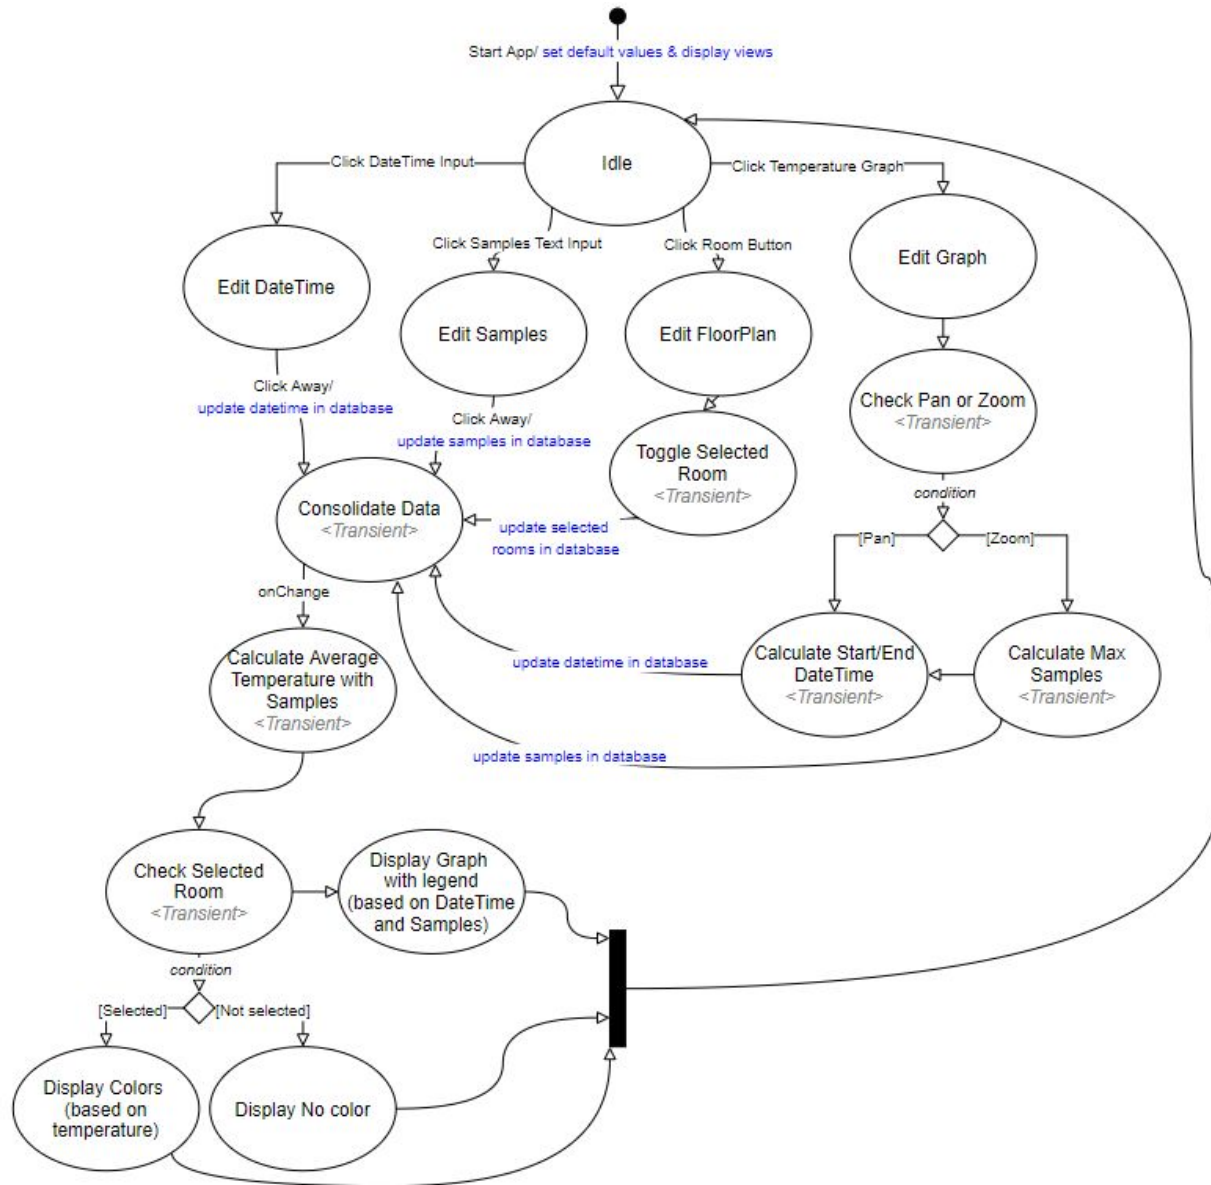 Start App/ set default values & display views
Idle
Click DateTime Input
Click Temperature Graph
Click Samples Text Input
Click Room Button
Edit DateTime
Edit Samples
Edit FloorPlan
Edit Graph
Click Away/
update datetime in database
Click Away/
update samples in database
Toggle Selected
Room
<Transient>
Check Pan or Zoom
<Transient>
condition
[Pan]
[Zoom]
Consolidate Data
<Transient>
update selected
rooms in database
onChange
Calculate Average
Temperature with
Samples
<Transient>
update datetime in database
Calculate Start/End
DateTime
<Transient>
Calculate Max
Samples
<Transient>
update samples in database
Check Selected
Room
<Transient>
Display Graph
with legend
(based on DateTime
and Samples)
condition
[Selected]
[Not selected]
Display Colors
(based on
temperature)
Display No color